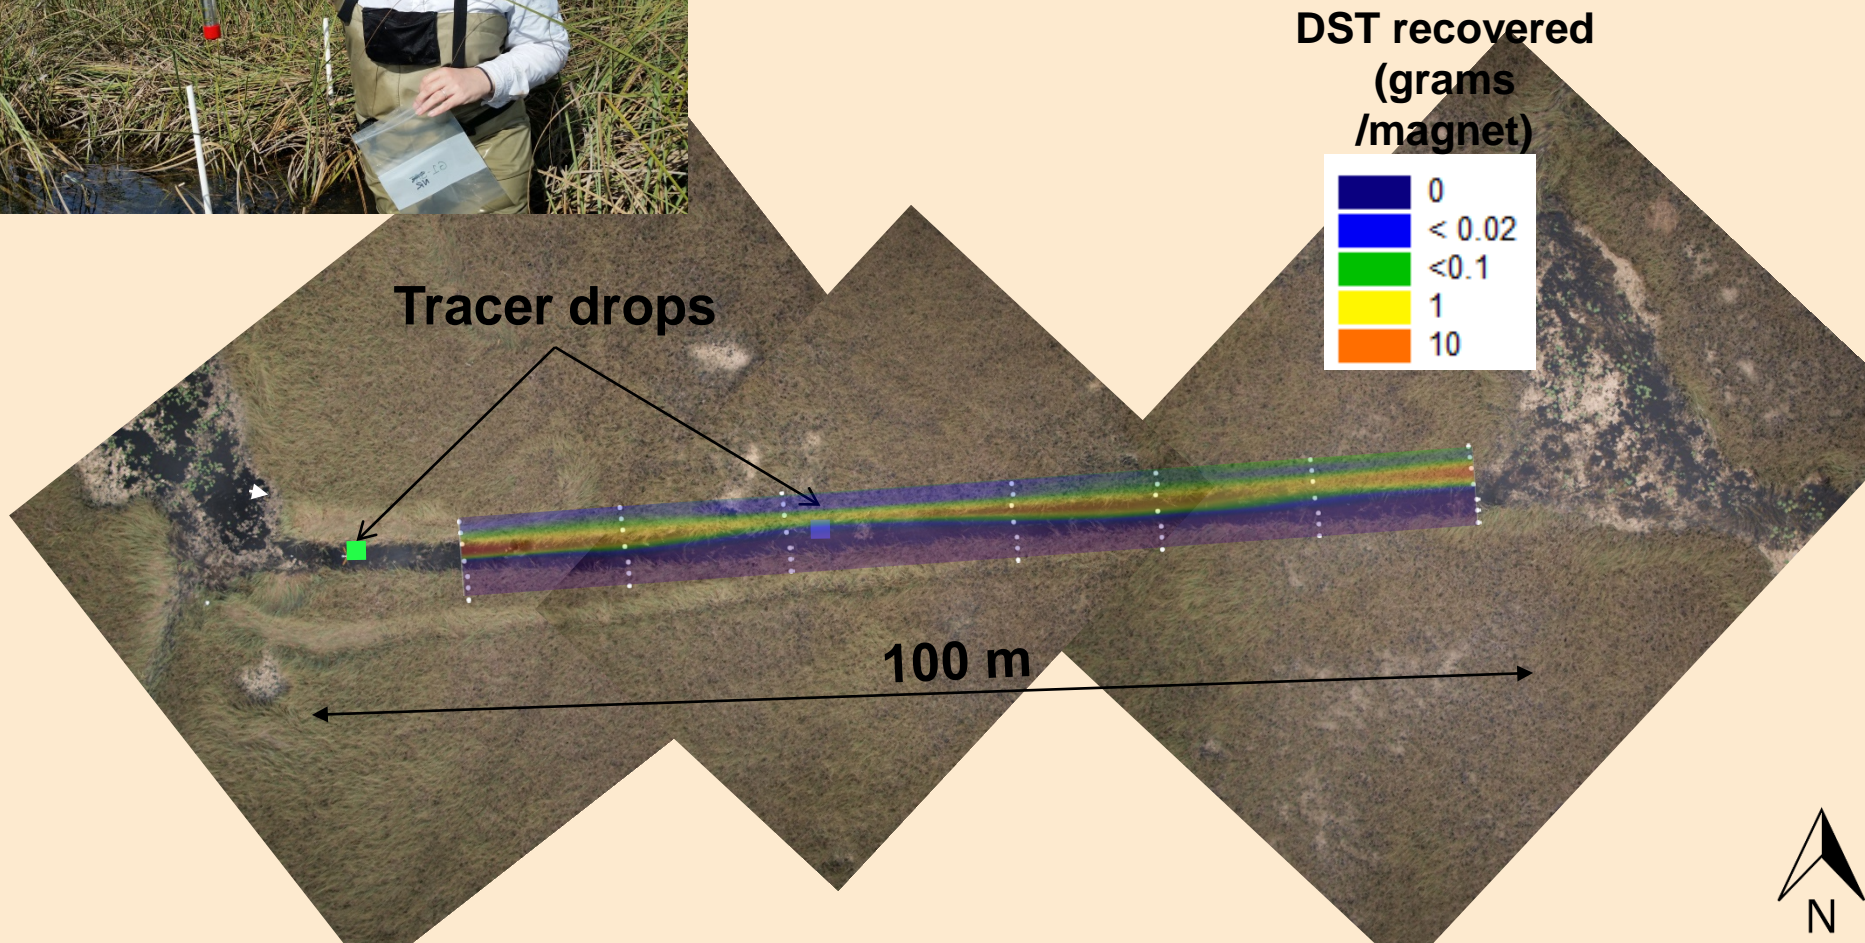 DST recovered
(grams
/magnet)
0
< 0.02
<0.1
1
10
Tracer drops
100 m
N